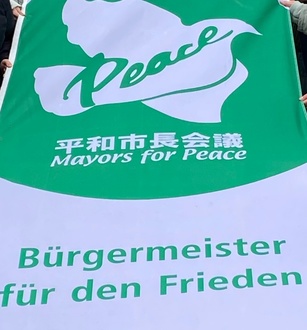 Peace
平和市長会議
Mayors for Peace
Bürgermeister
für den Frieden